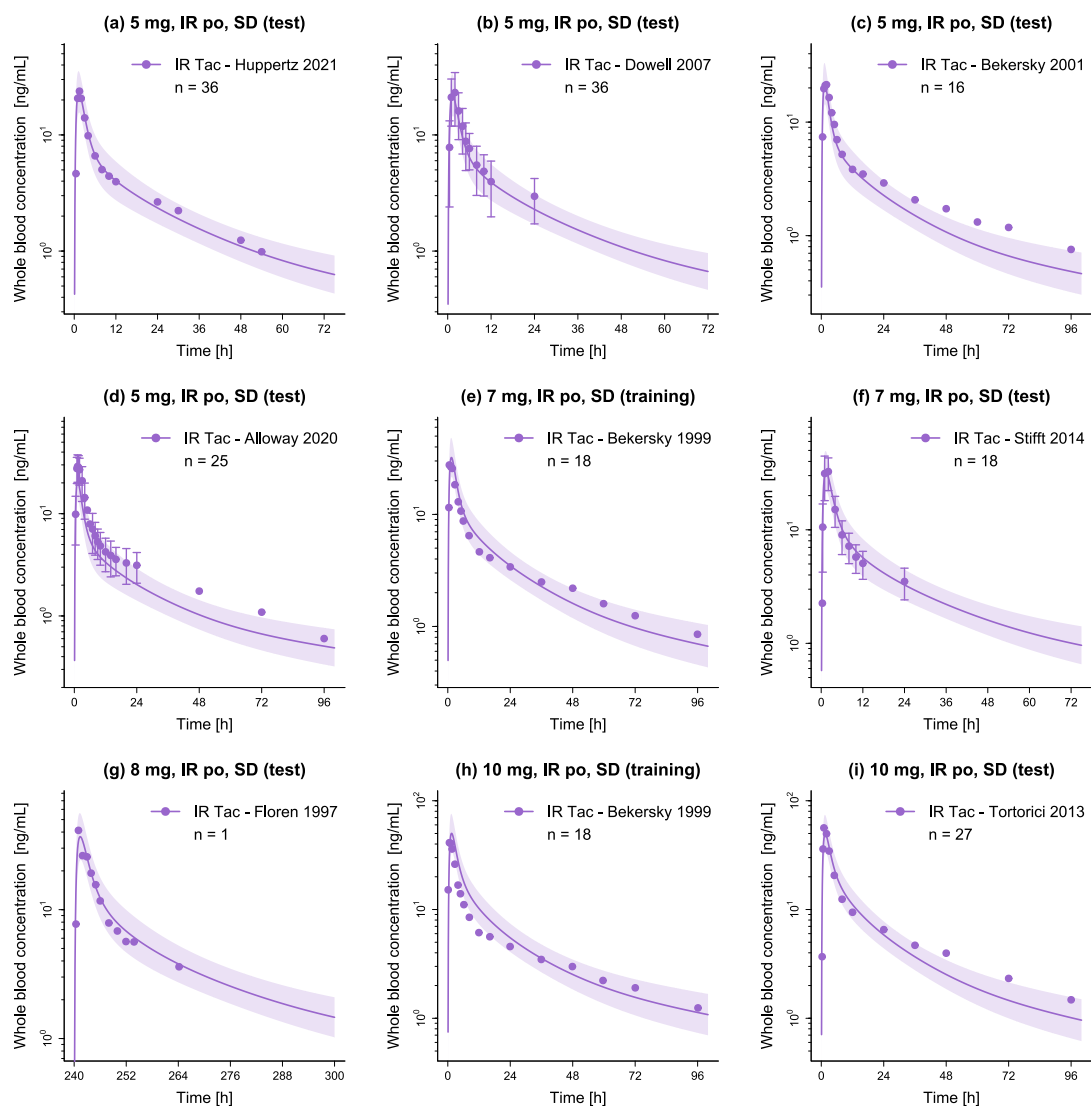 (a) 5 mg, IR po, SD (test)
Whole blood concentration [ng/mL]
10⁰
10¹
IR Tac - Huppertz 2021
n = 36
0 12 24 36 48 60 72
Time [h]
(b) 5 mg, IR po, SD (test)
Whole blood concentration [ng/mL]
10⁰
10¹
IR Tac - Dowell 2007
n = 36
0 12 24 36 48 60 72
Time [h]
(c) 5 mg, IR po, SD (test)
Whole blood concentration [ng/mL]
10⁰
10¹
IR Tac - Bekersky 2001
n = 16
0 24 48 72 96
Time [h]
(d) 5 mg, IR po, SD (test)
Whole blood concentration [ng/mL]
10⁰
10¹
IR Tac - Alloway 2020
n = 25
0 24 48 72 96
Time [h]
(e) 7 mg, IR po, SD (training)
Whole blood concentration [ng/mL]
10⁰
10¹
IR Tac - Bekersky 1999
n = 18
0 24 48 72 96
Time [h]
(f) 7 mg, IR po, SD (test)
Whole blood concentration [ng/mL]
10⁰
10¹
IR Tac - Stifft 2014
n = 18
0 12 24 36 48 60 72
Time [h]
(g) 8 mg, IR po, SD (test)
Whole blood concentration [ng/mL]
10⁰
10¹
IR Tac - Floren 1997
n = 1
240 252 264 276 288 300
Time [h]
(h) 10 mg, IR po, SD (training)
Whole blood concentration [ng/mL]
10⁰
10¹
10²
IR Tac - Bekersky 1999
n = 18
0 24 48 72 96
Time [h]
(i) 10 mg, IR po, SD (test)
Whole blood concentration [ng/mL]
10⁰
10¹
10²
IR Tac - Tortorici 2013
n = 27
0 24 48 72 96
Time [h]